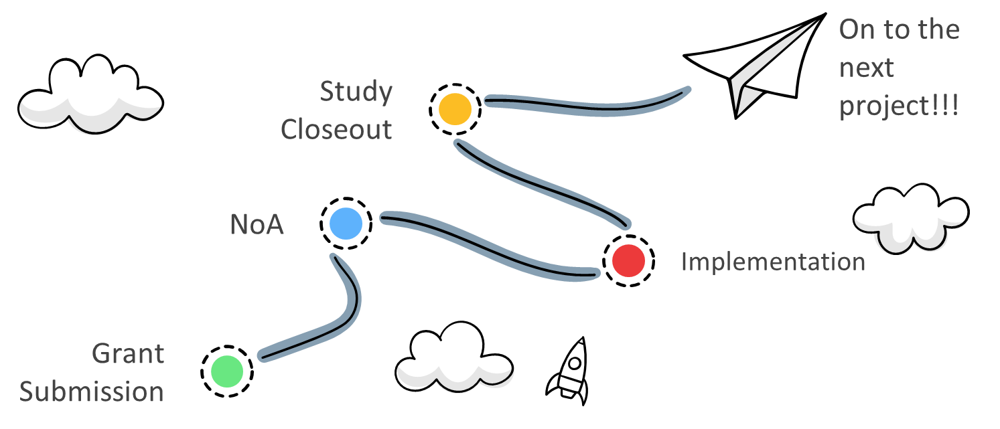 On to the
next
project!!!
Study
Closeout
NoA
Implementation
Grant
Submission